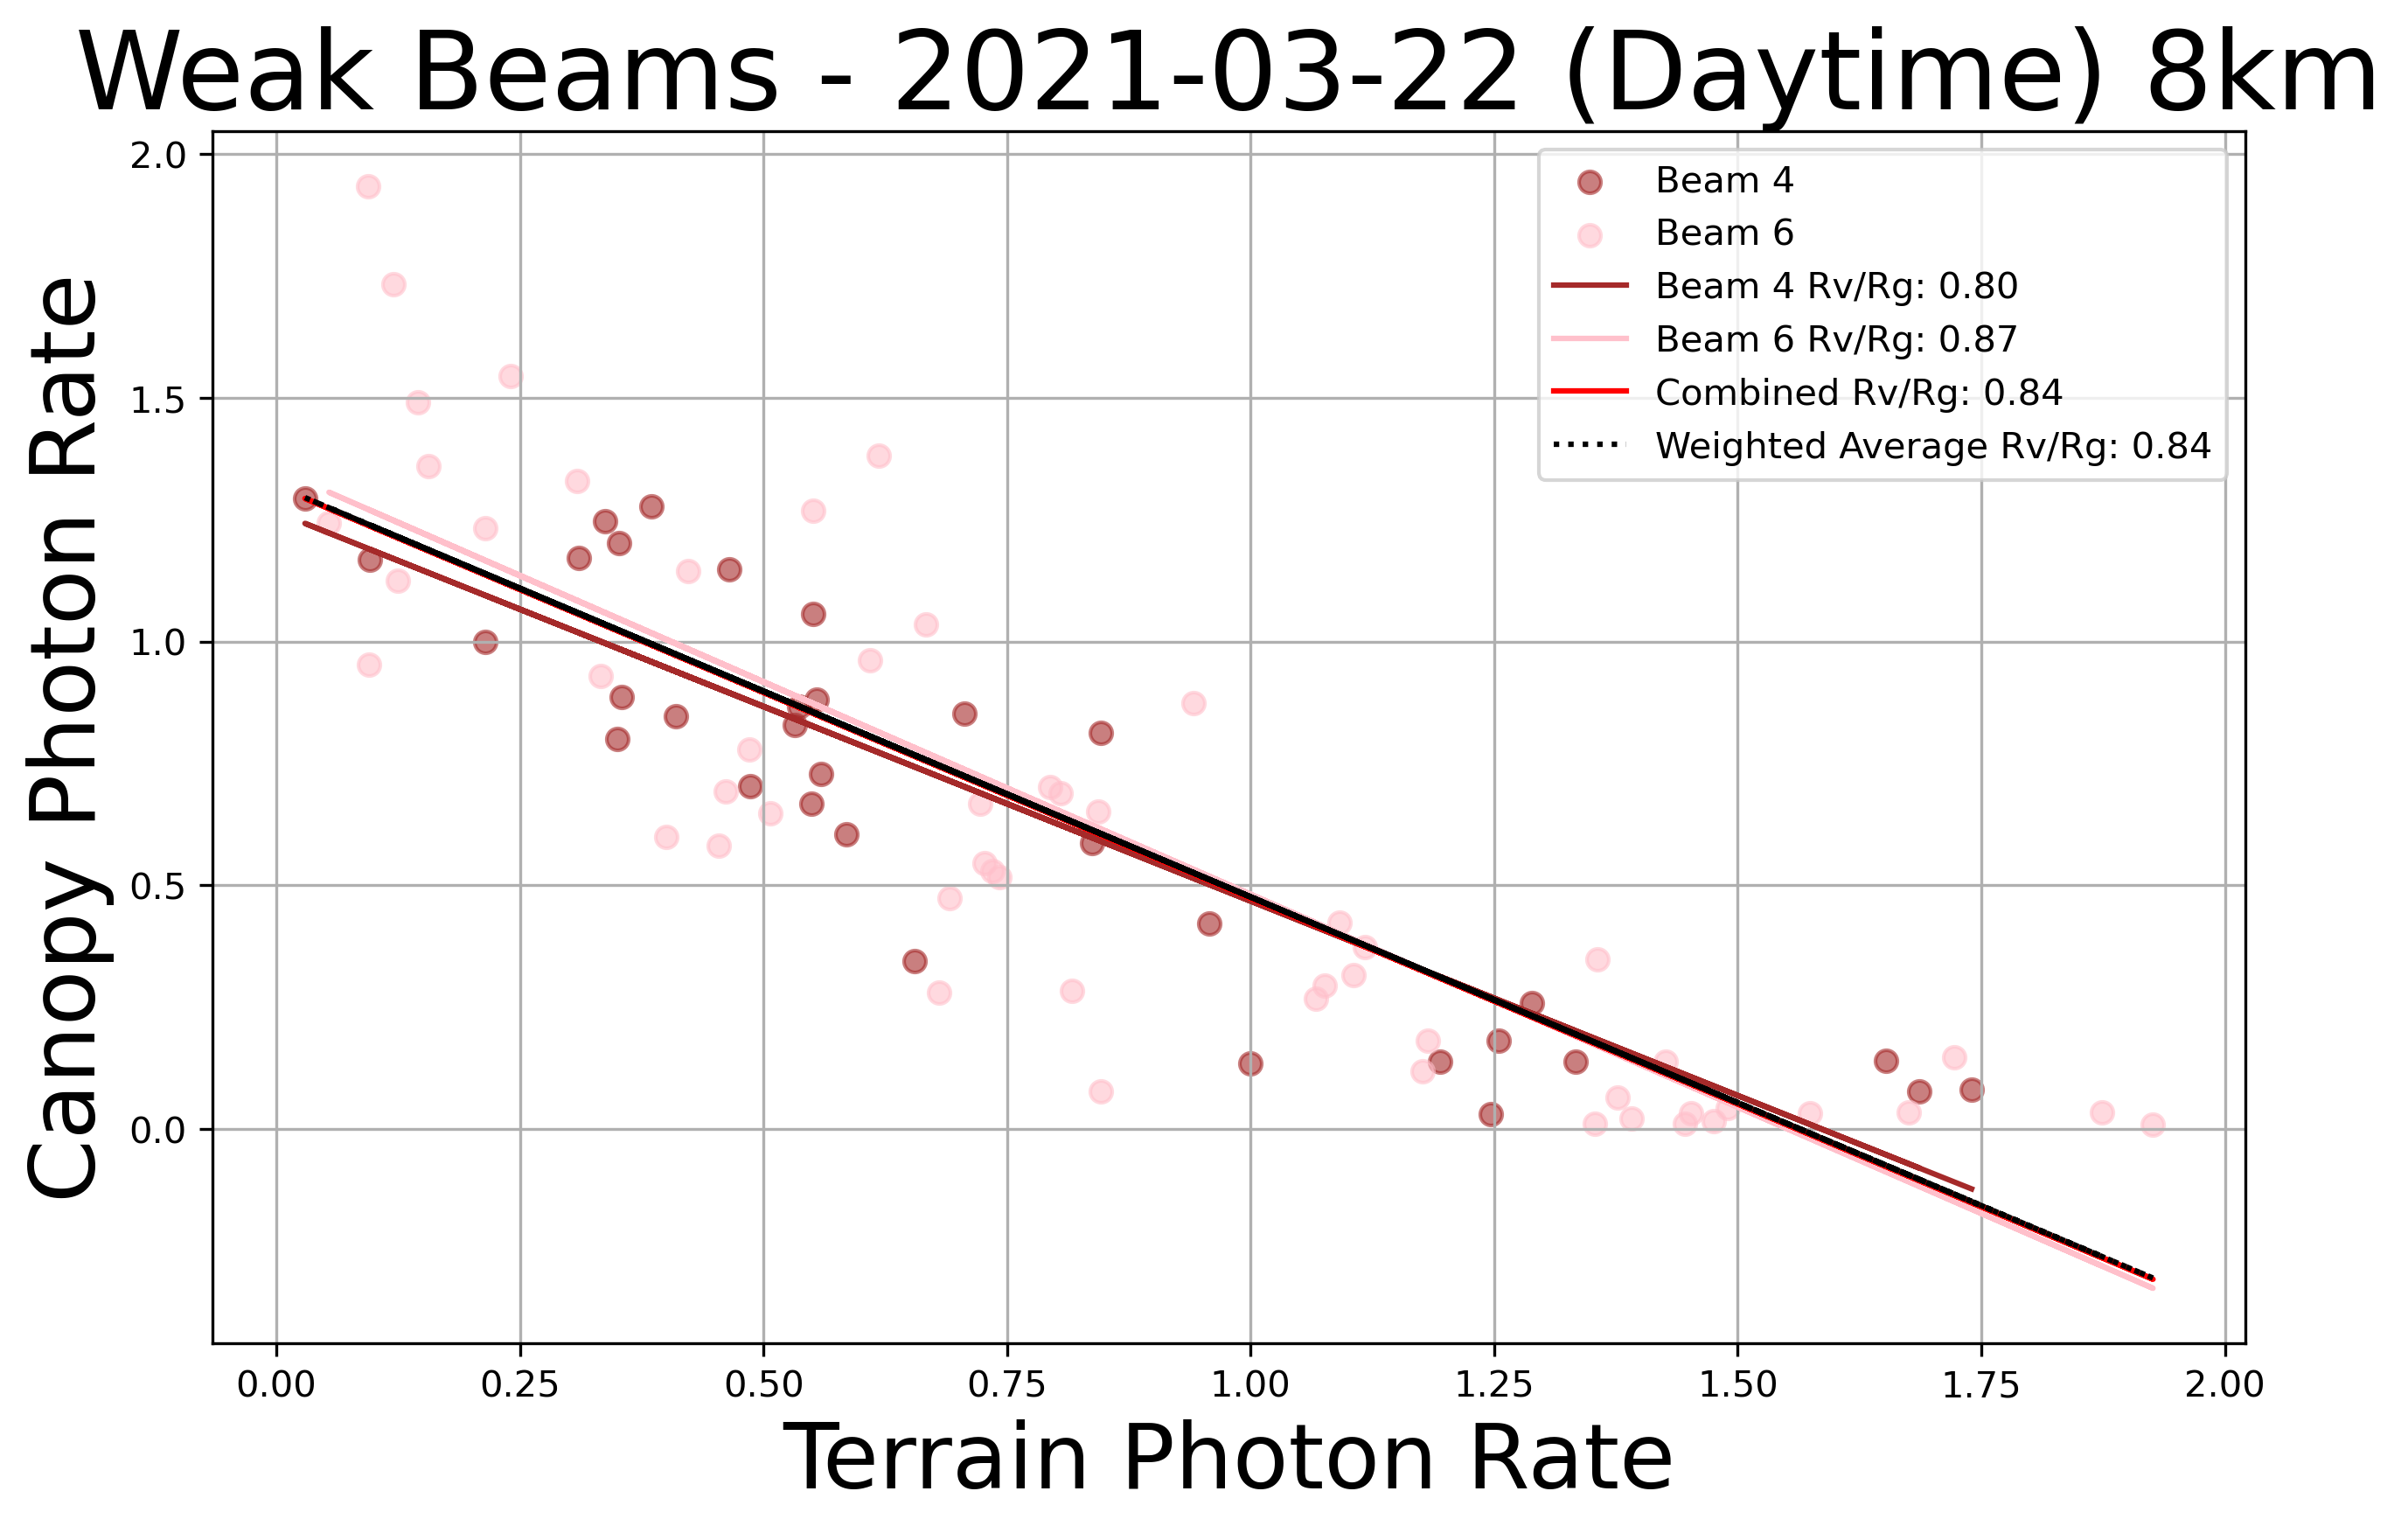 Weak Beams - 2021-03-22 (Daytime) 8km
Canopy Photon Rate
2.0
1.5
1.0
0.5
0.0
Beam 4
Beam 6
Beam 4 Rv/Rg: 0.80
Beam 6 Rv/Rg: 0.87
Combined Rv/Rg: 0.84
Weighted Average Rv/Rg: 0.84
0.00 0.25 0.50 0.75 1.00 1.25 1.50 1.75 2.00
Terrain Photon Rate